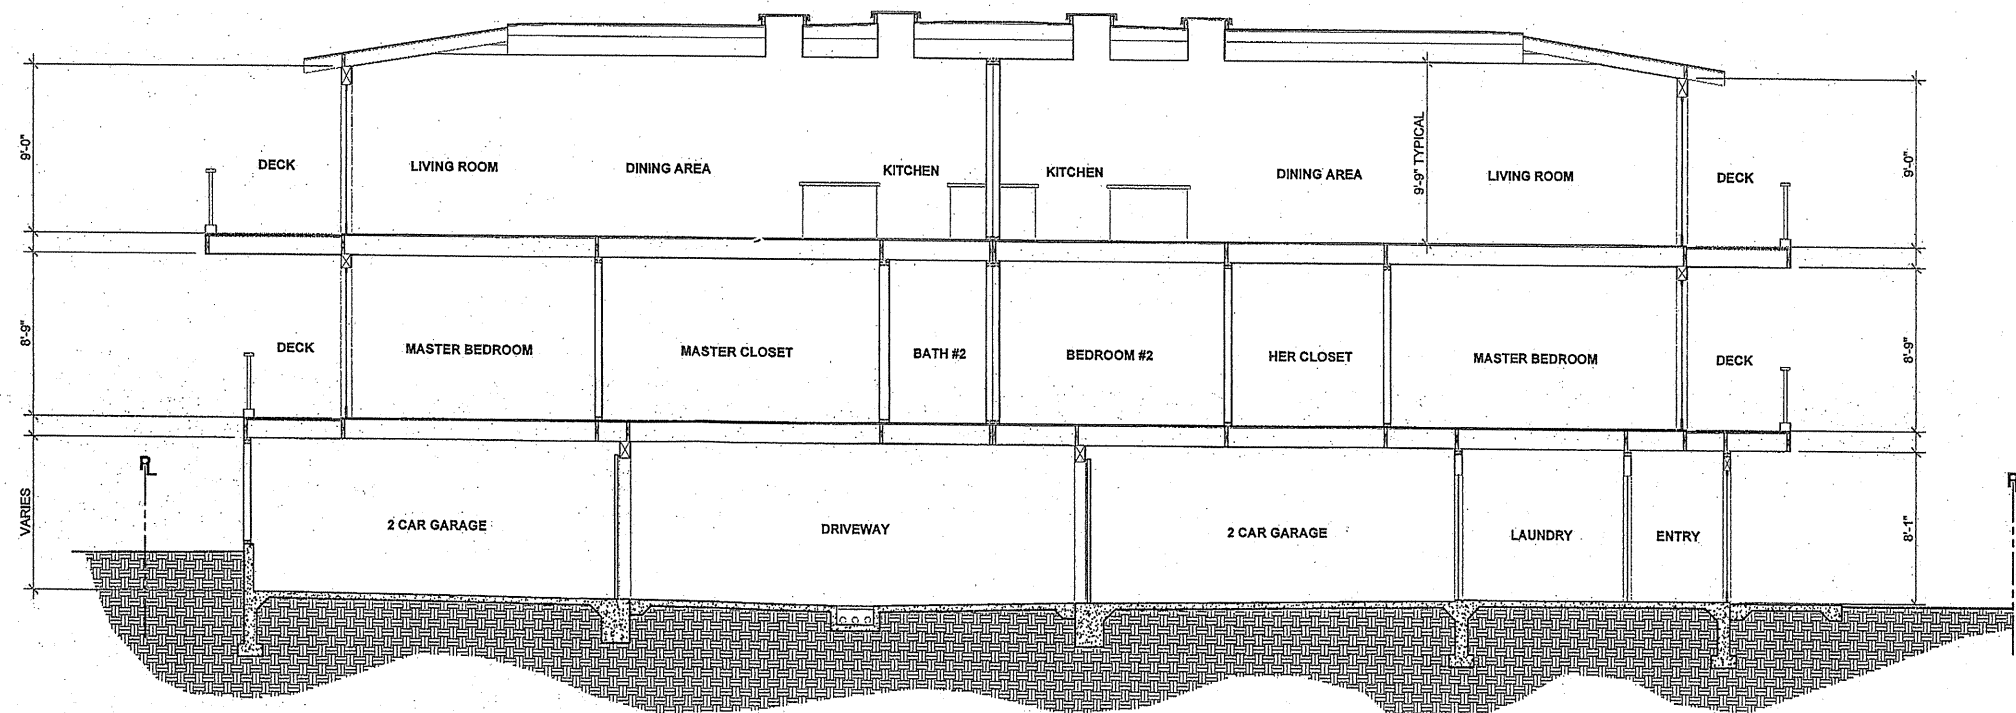 9'-0"
DECK
LIVING ROOM
DINING AREA
KITCHEN
KITCHEN
9'-9" TYPICAL
DINING AREA
LIVING ROOM
DECK
9'-0"
8'-9"
DECK
MASTER BEDROOM
MASTER CLOSET
BATH #2
BEDROOM #2
HER CLOSET
MASTER BEDROOM
DECK
8'-9"
PL
VARIES
2 CAR GARAGE
DRIVEWAY
2 CAR GARAGE
LAUNDRY
ENTRY
8'-1"
P